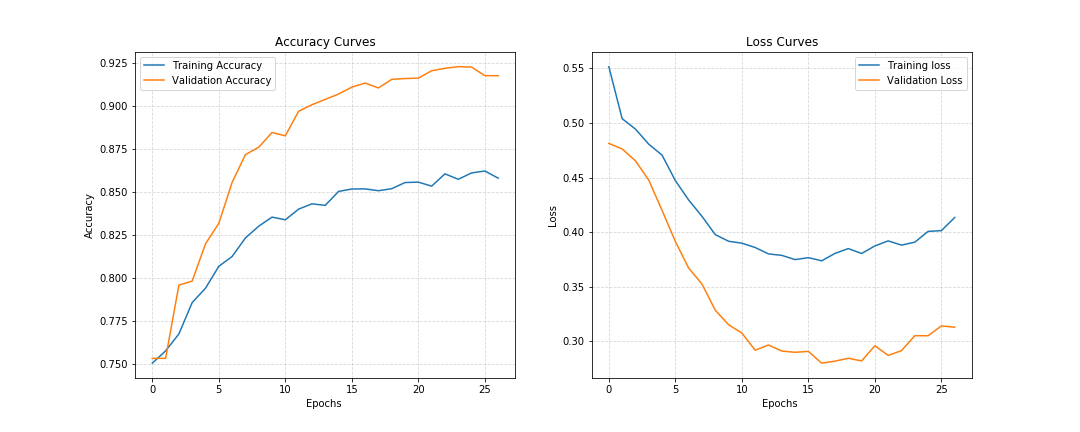 Accuracy Curves
Training Accuracy
Validation Accuracy
0.925
0.900
0.875
0.850
0.825
0.800
0.775
0.750
Accuracy
0 5 10 15 20 25
Epochs
Loss Curves
Training loss
Validation Loss
0.55
0.50
0.45
0.40
0.35
0.30
Loss
0 5 10 15 20 25
Epochs